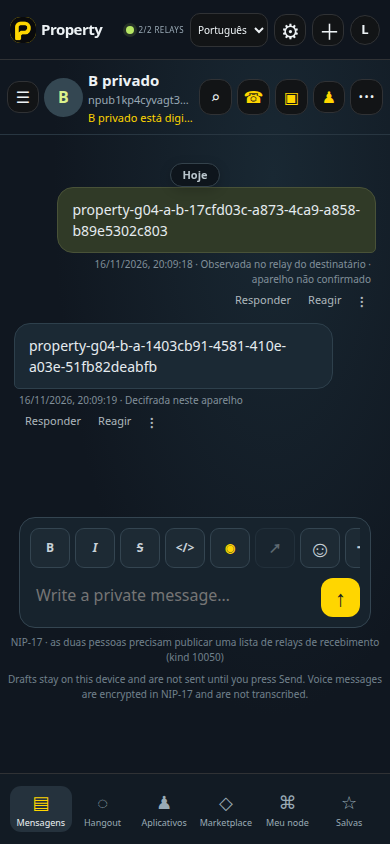 Property
2/2 RELAYS
Português
L
B
B privado
npub1kp4cyvagt3...
B privado está digi...
Hoje
property-g04-a-b-17cfd03c-a873-4ca9-a858-
b89e5302c803
16/11/2026, 20:09:18 · Observada no relay do destinatário ·
aparelho não confirmado
Responder Reagir
property-g04-b-a-1403cb91-4581-410e-
a03e-51fb82deabfb
16/11/2026, 20:09:19 · Decifrada neste aparelho
Responder Reagir
B I S </>
Write a private message...
NIP-17 · as duas pessoas precisam publicar uma lista de relays de recebimento
(kind 10050)
Drafts stay on this device and are not sent until you press Send. Voice messages
are encrypted in NIP-17 and are not transcribed.
Mensagens Hangout Aplicativos Marketplace Meu node Salvas